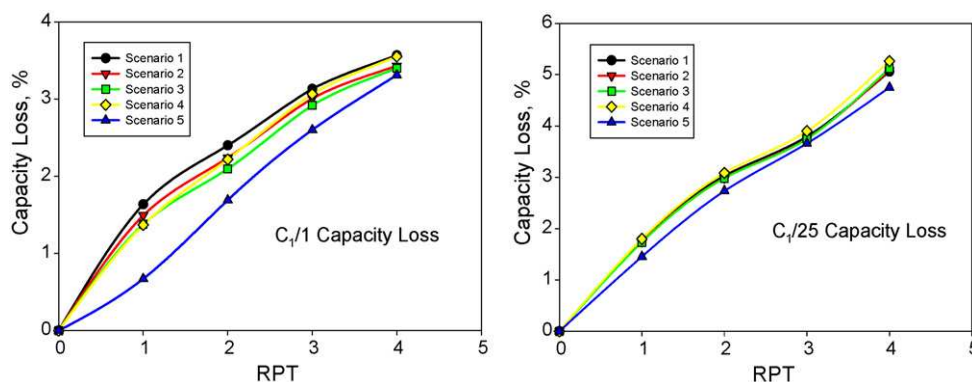 4
3
2
1
0
Capacity Loss, %
Scenario 1
Scenario 2
Scenario 3
Scenario 4
Scenario 5
C₁/1 Capacity Loss
0 1 2 3 4 5
RPT
6
5
4
3
2
1
0
Capacity Loss, %
Scenario 1
Scenario 2
Scenario 3
Scenario 4
Scenario 5
C₁/25 Capacity Loss
0 1 2 3 4 5
RPT